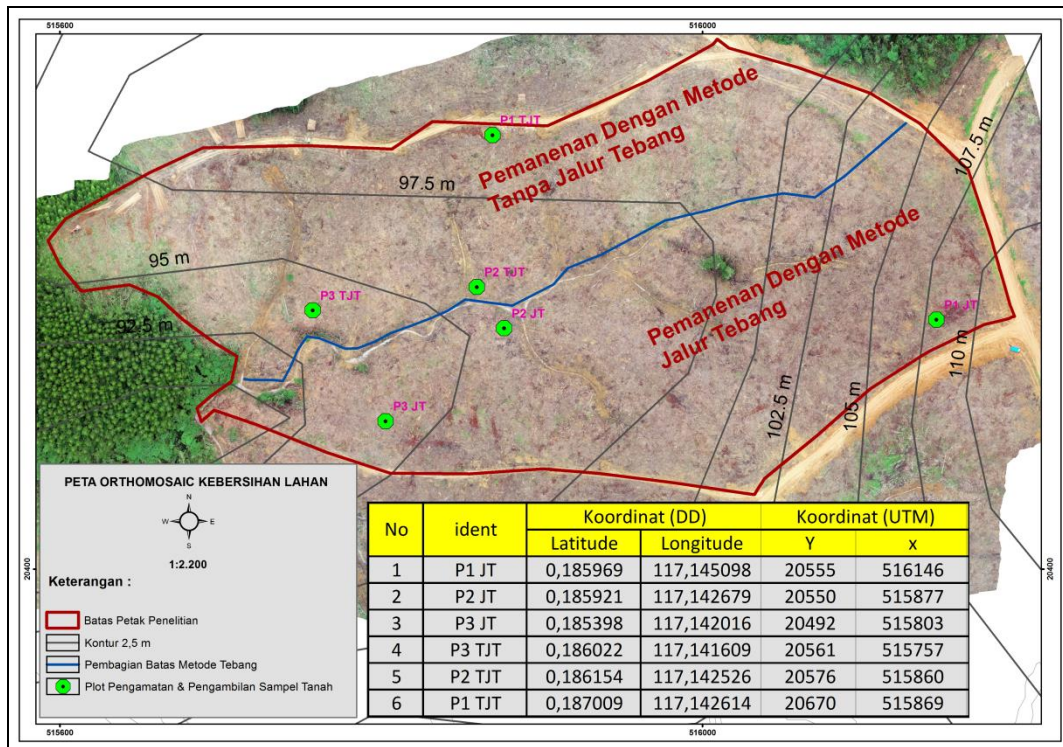 515600
516000
P1 TJT
Pemanenan Dengan Metode
Tanpa Jalur Tebang
107.5 m
97.5 m
95 m
P2 TJT
P3 TJT
P2 JT
Pemanenan Dengan Metode
Jalur Tebang
P1 JT
92.5 m
110 m
102.5 m
105 m
P3 JT
PETA ORTHOMOSAIC KEBERSIHAN LAHAN
N
W E
S
1:2.200
Keterangan :
Batas Petak Penelitian
Kontur 2,5 m
Pembagian Batas Metode Tebang
Plot Pengamatan & Pengambilan Sampel Tanah
No ident Koordinat (DD) Koordinat (UTM)
Latitude Longitude Y x
1 P1 JT 0,185969 117,145098 20555 516146
2 P2 JT 0,185921 117,142679 20550 515877
3 P3 JT 0,185398 117,142016 20492 515803
4 P3 TJT 0,186022 117,141609 20561 515757
5 P2 TJT 0,186154 117,142526 20576 515860
6 P1 TJT 0,187009 117,142614 20670 515869
20400
20400
515600
516000